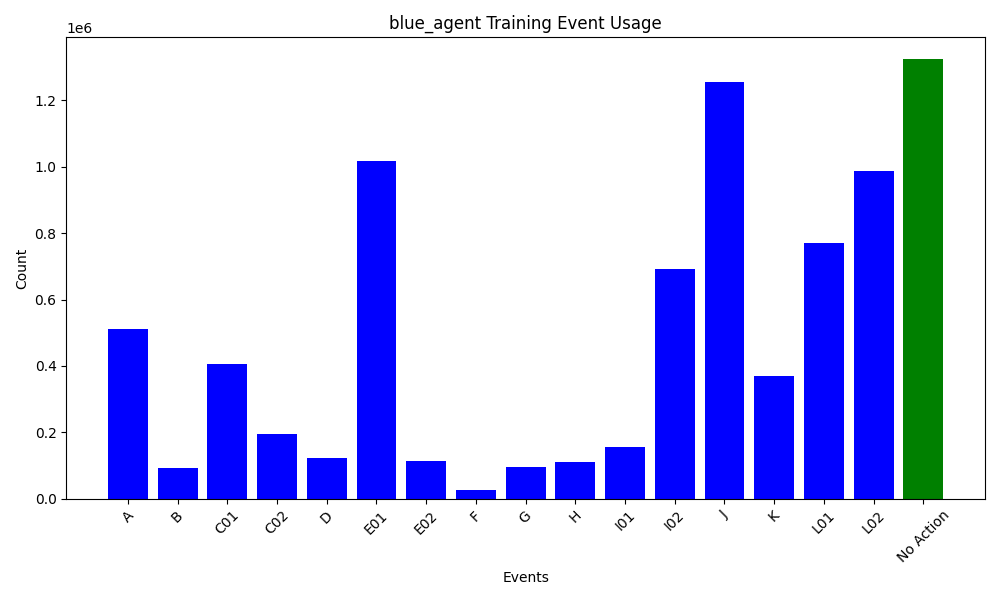 blue_agent Training Event Usage
1e6
1.2
1.0
0.8
0.6
0.4
0.2
0.0
Count
A
B
C01
C02
D
E01
E02
F
G
H
I01
I02
J
K
L01
L02
No Action
Events